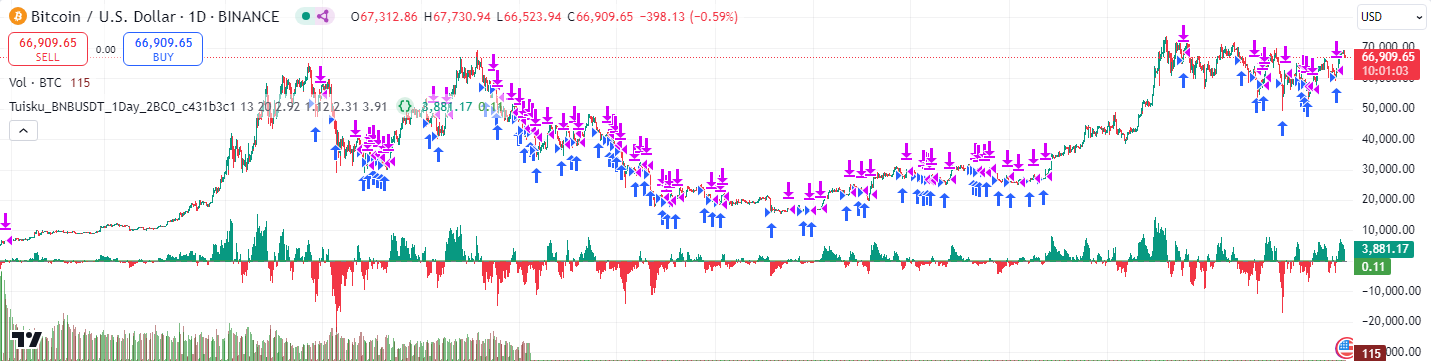 Bitcoin / U.S. Dollar · 1D · BINANCE O67,312.86 H67,730.94 L66,523.94 C66,909.65 −398.13 (−0.59%)
USD
66,909.65
SELL
0.00
66,909.65
BUY
Vol · BTC 115
Tuisku_BNBUSDT_1Day_2BC0_c431b3c1 13 20 2.92 1.12 2.31 3.91 {} 3,881.17 0.11
70,000.00
66,909.65
10:01:03
50,000.00
40,000.00
30,000.00
20,000.00
10,000.00
3,881.17
0.11
−10,000.00
−20,000.00
115